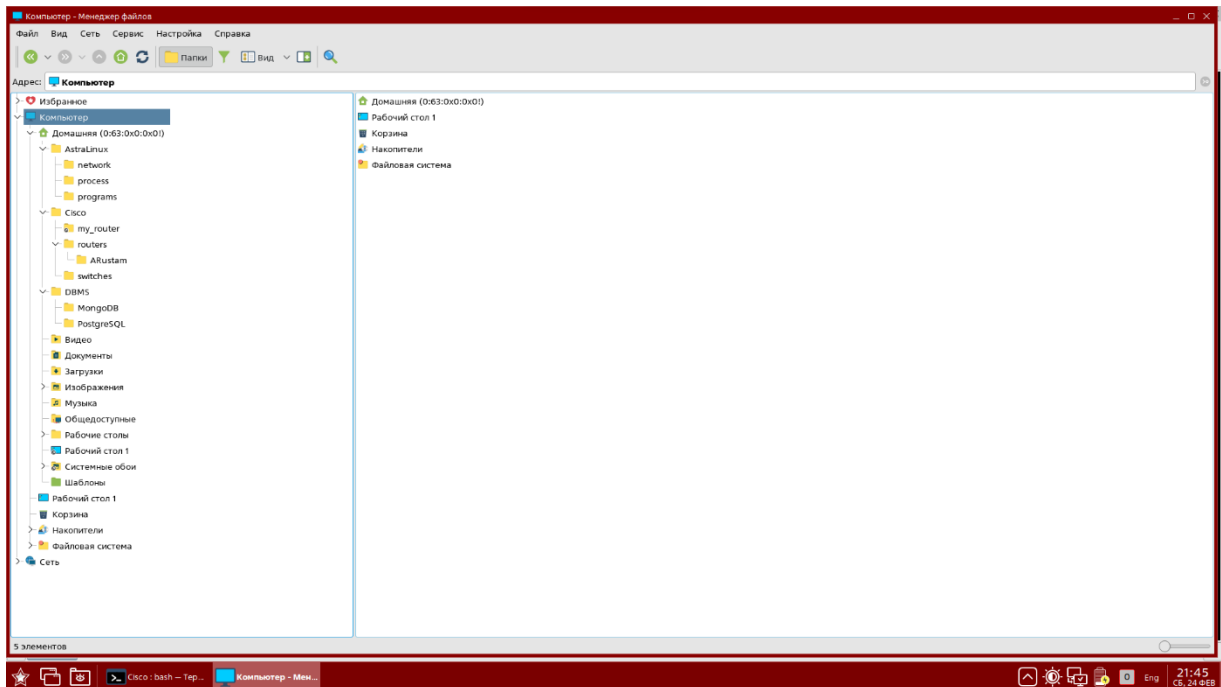 Компьютер - Менеджер файлов
Файл Вид Сеть Сервис Настройка Справка
Папки Вид
Адрес: Компьютер
Избранное
Компьютер
Домашняя (0:63:0x0:0x0!)
AstraLinux
network
process
programs
Cisco
my_router
routers
ARustam
switches
DBMS
MongoDB
PostgreSQL
Видео
Документы
Загрузки
Изображения
Музыка
Общедоступные
Рабочие столы
Рабочий стол 1
Системные обои
Шаблоны
Рабочий стол 1
Корзина
Накопители
Файловая система
Сеть
Домашняя (0:63:0x0:0x0!)
Рабочий стол 1
Корзина
Накопители
Файловая система
5 элементов
Cisco : bash — Тер...
Компьютер - Мен...
0 Eng
21:45
СБ, 24 ФЕВ